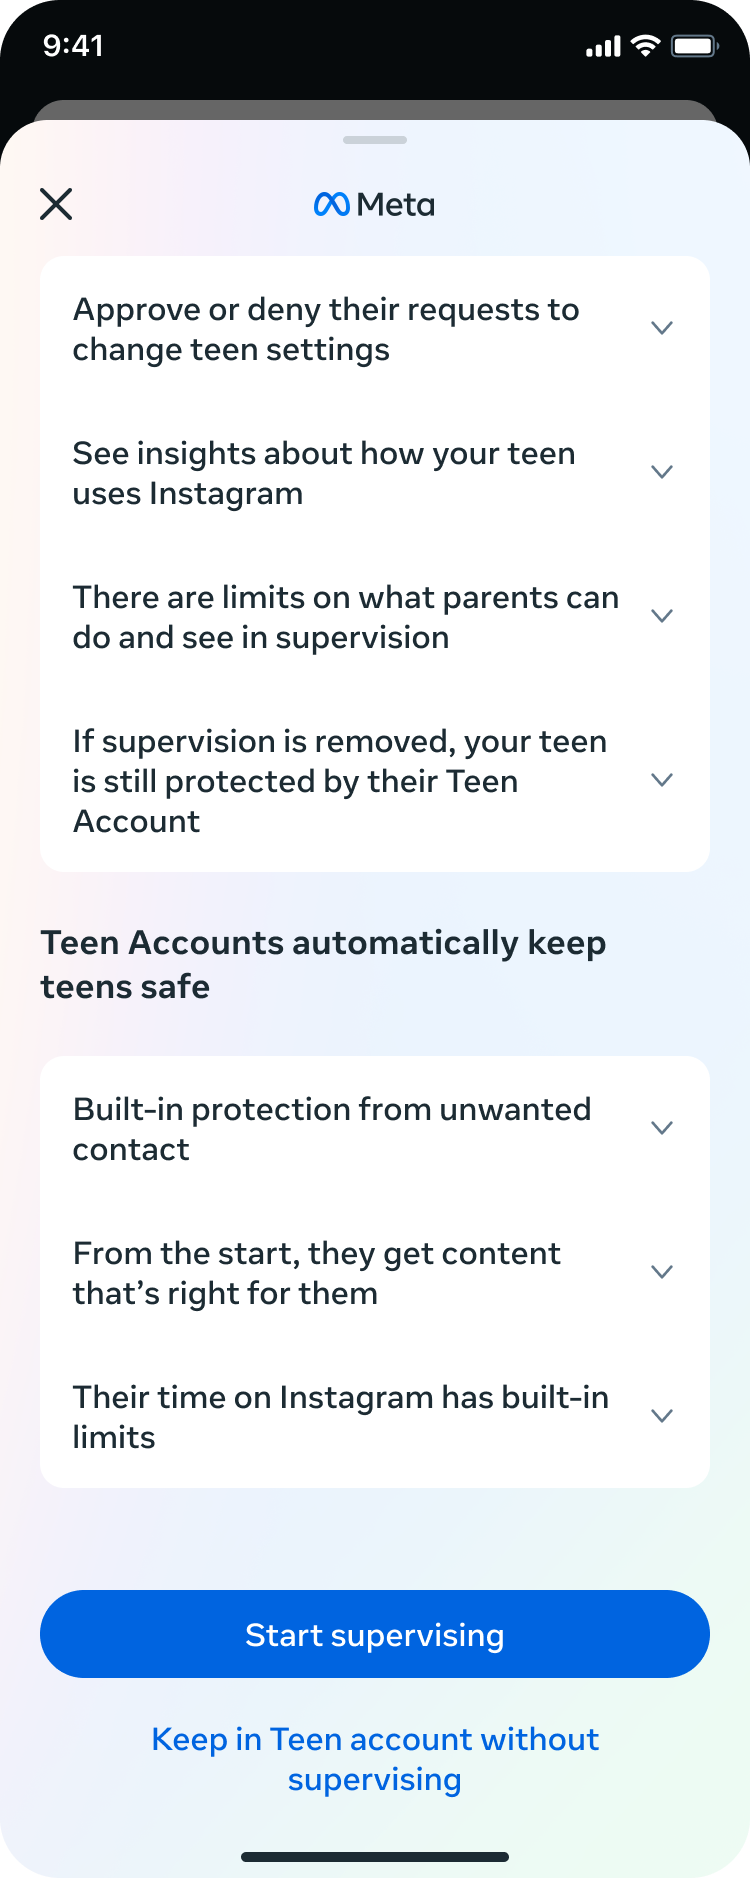 9:41
Meta
Approve or deny their requests to
change teen settings
See insights about how your teen
uses Instagram
There are limits on what parents can
do and see in supervision
If supervision is removed, your teen
is still protected by their Teen
Account
Teen Accounts automatically keep
teens safe
Built-in protection from unwanted
contact
From the start, they get content
that’s right for them
Their time on Instagram has built-in
limits
Start supervising
Keep in Teen account without
supervising